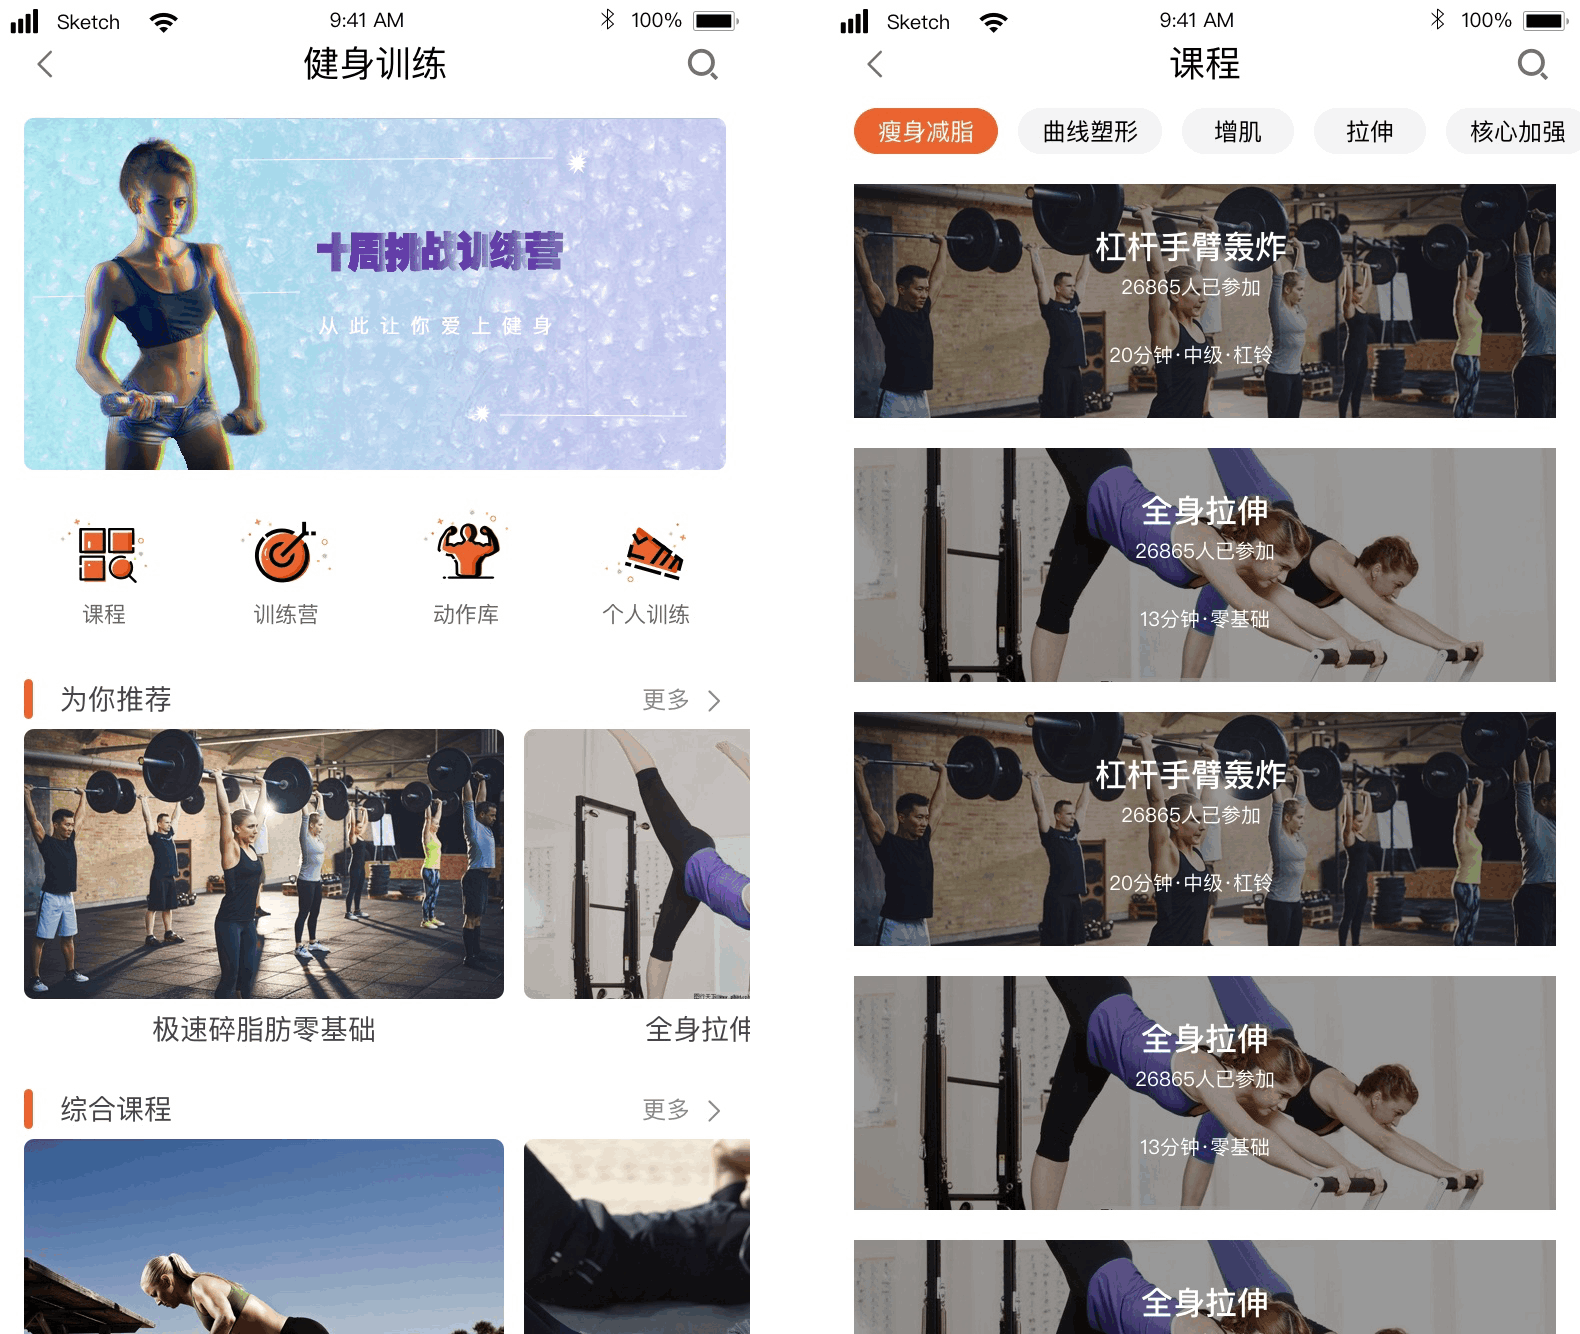 Sketch 9:41 AM 100%
健身训练
十周挑战训练营
从此让你爱上健身
课程 训练营 动作库 个人训练
为你推荐 更多
极速碎脂肪零基础 全身拉伸
综合课程 更多
Sketch 9:41 AM 100%
课程
瘦身减脂 曲线塑形 增肌 拉伸 核心加强
杠杆手臂轰炸
26865人已参加
20分钟·中级·杠铃
全身拉伸
26865人已参加
13分钟·零基础
杠杆手臂轰炸
26865人已参加
20分钟·中级·杠铃
全身拉伸
26865人已参加
13分钟·零基础
全身拉伸